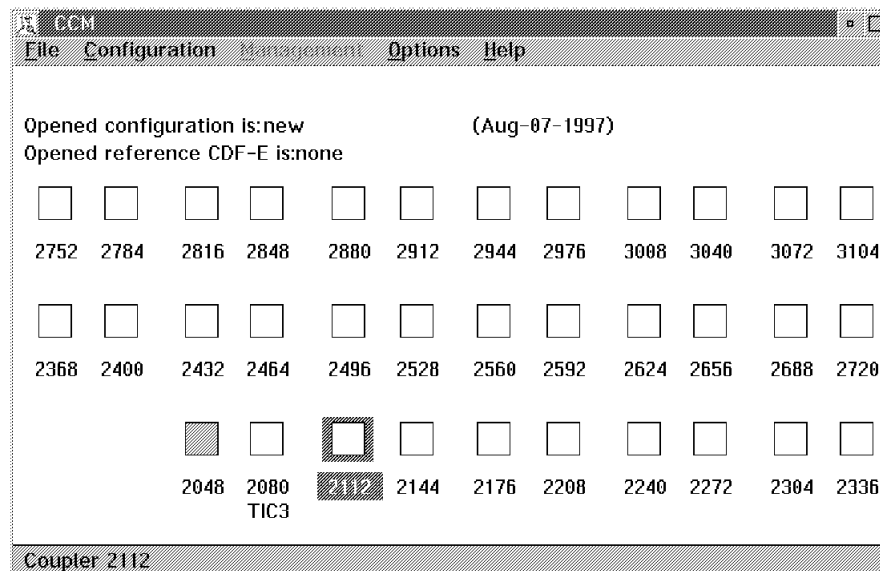 CCM
File Configuration Management Options Help
Opened configuration is:new (Aug-07-1997)
Opened reference CDF-E is:none
2752 2784 2816 2848 2880 2912 2944 2976 3008 3040 3072 3104
2368 2400 2432 2464 2496 2528 2560 2592 2624 2656 2688 2720
2048 2080 2112 2144 2176 2208 2240 2272 2304 2336
TIC3
Coupler 2112